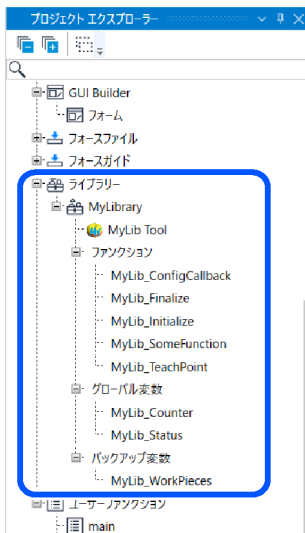 プロジェクト エクスプローラー
GUI Builder
フォーム
フォースファイル
フォースガイド
ライブラリー
MyLibrary
MyLib Tool
ファンクション
MyLib_ConfigCallback
MyLib_Finalize
MyLib_Initialize
MyLib_SomeFunction
MyLib_TeachPoint
グローバル変数
MyLib_Counter
MyLib_Status
バックアップ変数
MyLib_WorkPieces
ユーザーファンクション
main